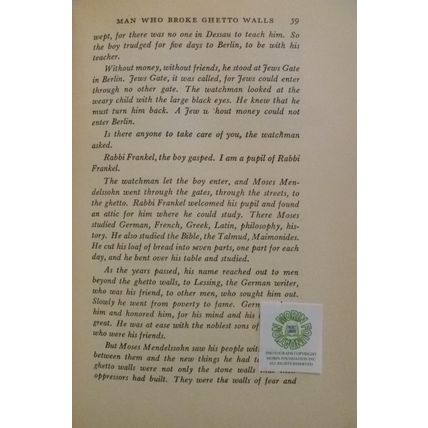 MAN WHO BROKE GHETTO WALLS 59
wept, for there was no one in Dessau to teach him. So
the boy trudged for five days to Berlin, to be with his
teacher.
Without money, without friends, he stood at Jews Gate
in Berlin. Jews Gate, it was called, for Jews could enter
through no other gate. The watchman looked at the
weary child with the large black eyes. He knew that he
must turn him back. A Jew w hout money could not
enter Berlin.
Is there anyone to take care of you, the watchman
asked.
Rabbi Frankel, the boy gasped. I am a pupil of Rabbi
Frankel.
The watchman let the boy enter, and Moses Men-
delssohn went through the gates, through the streets, to
the ghetto. Rabbi Frankel welcomed his pupil and found
an attic for him where he could study. There Moses
studied German, French, Greek, Latin, philosophy, his-
tory. He also studied the Bible, the Talmud, Maimonides.
He cut his loaf of bread into seven parts, one part for each
day, and he bent over his table and studied.
As the years passed, his name reached out to men
beyond the ghetto walls, to Lessing, the German writer,
who was his friend, to other men, who sought him out.
Slowly he went from poverty to fame.
him and honored him, for his mind and his
great. He was at ease with the noblest sons of
who were his friends.
But Moses Mendelssohn saw his people with
between them and the new things he had
ghetto walls were not only the stone walls
oppressors had built. They were the walls of fear and
PHOTOGRAPH COPYRIGHT
FOUNDATION INC
ALL RIGHTS RESERVED